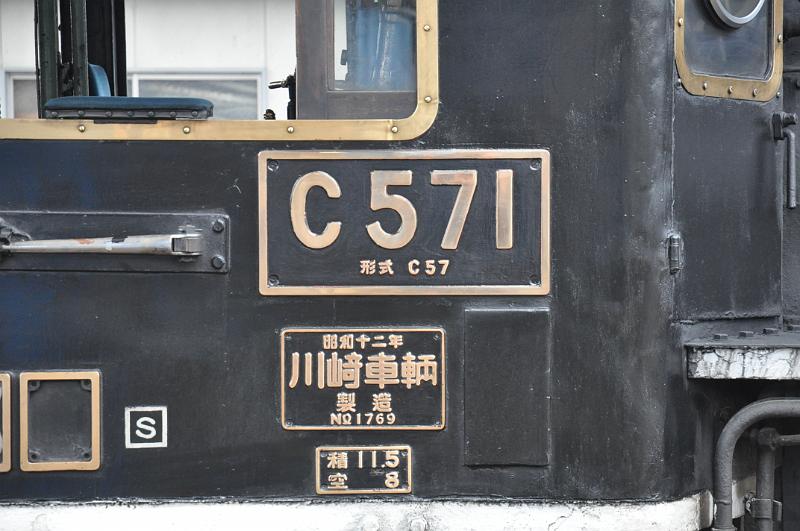 C571
形式 C57
昭和十二年
川崎車輌
製造
NO1769
S
積 11.5
空 8